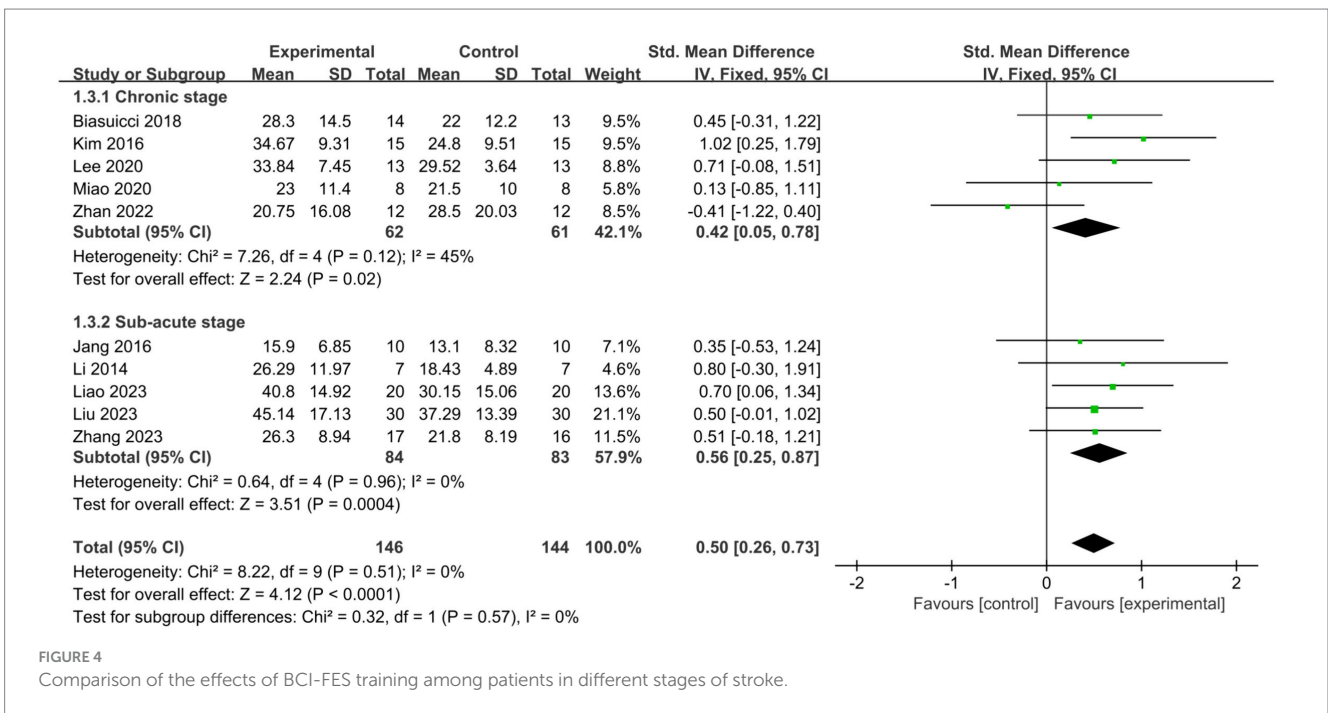 Experimental Control Std. Mean Difference Std. Mean Difference
Study or Subgroup Mean SD Total Mean SD Total Weight IV, Fixed, 95% CI IV, Fixed, 95% CI
1.3.1 Chronic stage
Biasuicci 2018 28.3 14.5 14 22 12.2 13 9.5% 0.45 [-0.31, 1.22]
Kim 2016 34.67 9.31 15 24.8 9.51 15 9.5% 1.02 [0.25, 1.79]
Lee 2020 33.84 7.45 13 29.52 3.64 13 8.8% 0.71 [-0.08, 1.51]
Miao 2020 23 11.4 8 21.5 10 8 5.8% 0.13 [-0.85, 1.11]
Zhan 2022 20.75 16.08 12 28.5 20.03 12 8.5% -0.41 [-1.22, 0.40]
Subtotal (95% CI) 62 61 42.1% 0.42 [0.05, 0.78]
Heterogeneity: Chi² = 7.26, df = 4 (P = 0.12); I² = 45%
Test for overall effect: Z = 2.24 (P = 0.02)
1.3.2 Sub-acute stage
Jang 2016 15.9 6.85 10 13.1 8.32 10 7.1% 0.35 [-0.53, 1.24]
Li 2014 26.29 11.97 7 18.43 4.89 7 4.6% 0.80 [-0.30, 1.91]
Liao 2023 40.8 14.92 20 30.15 15.06 20 13.6% 0.70 [0.06, 1.34]
Liu 2023 45.14 17.13 30 37.29 13.39 30 21.1% 0.50 [-0.01, 1.02]
Zhang 2023 26.3 8.94 17 21.8 8.19 16 11.5% 0.51 [-0.18, 1.21]
Subtotal (95% CI) 84 83 57.9% 0.56 [0.25, 0.87]
Heterogeneity: Chi² = 0.64, df = 4 (P = 0.96); I² = 0%
Test for overall effect: Z = 3.51 (P = 0.0004)
Total (95% CI) 146 144 100.0% 0.50 [0.26, 0.73]
Heterogeneity: Chi² = 8.22, df = 9 (P = 0.51); I² = 0%
Test for overall effect: Z = 4.12 (P < 0.0001)
Test for subgroup differences: Chi² = 0.32, df = 1 (P = 0.57), I² = 0%
-2 -1 0 1 2
Favours [control] Favours [experimental]
FIGURE 4
Comparison of the effects of BCI-FES training among patients in different stages of stroke.